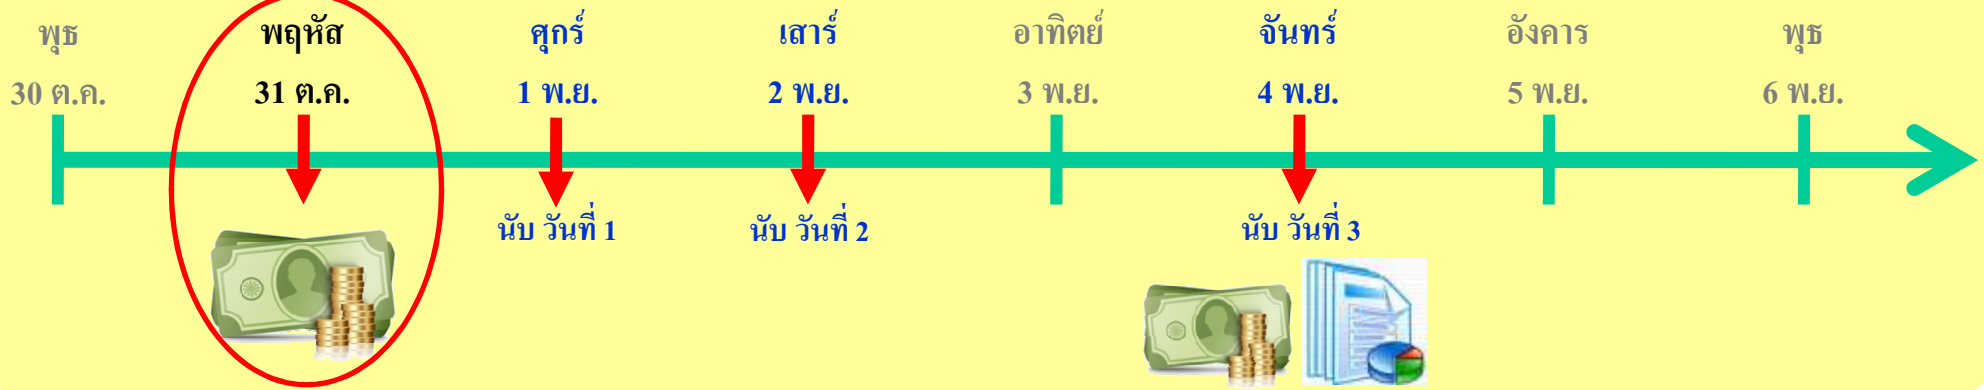 พุธ พฤหัส ศุกร์ เสาร์ อาทิตย์ จันทร์ อังคาร พุธ
30 ต.ค. 31 ต.ค. 1 พ.ย. 2 พ.ย. 3 พ.ย. 4 พ.ย. 5 พ.ย. 6 พ.ย.
นับ วันที่ 1 นับ วันที่ 2 นับ วันที่ 3